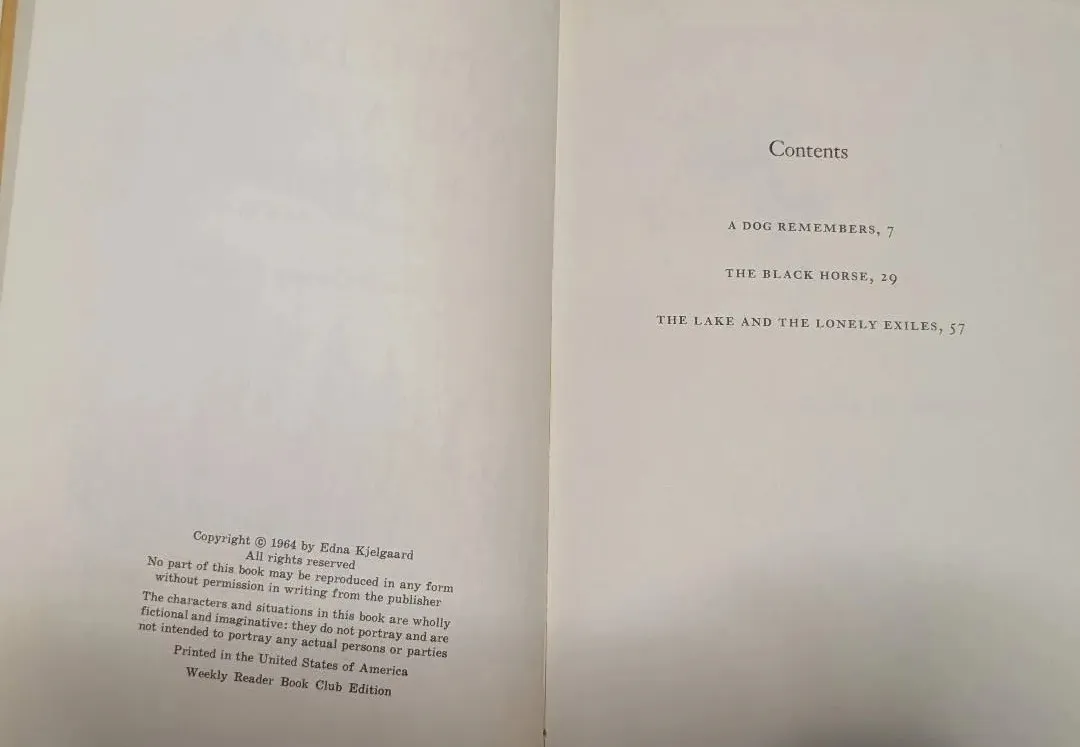 Copyright © 1964 by Edna Kjelgaard
All rights reserved
No part of this book may be reproduced in any form
without permission in writing from the publisher
The characters and situations in this book are wholly
fictional and imaginative: they do not portray and are
not intended to portray any actual persons or parties
Printed in the United States of America
Weekly Reader Book Club Edition
Contents
A DOG REMEMBERS, 7
THE BLACK HORSE, 29
THE LAKE AND THE LONELY EXILES, 57